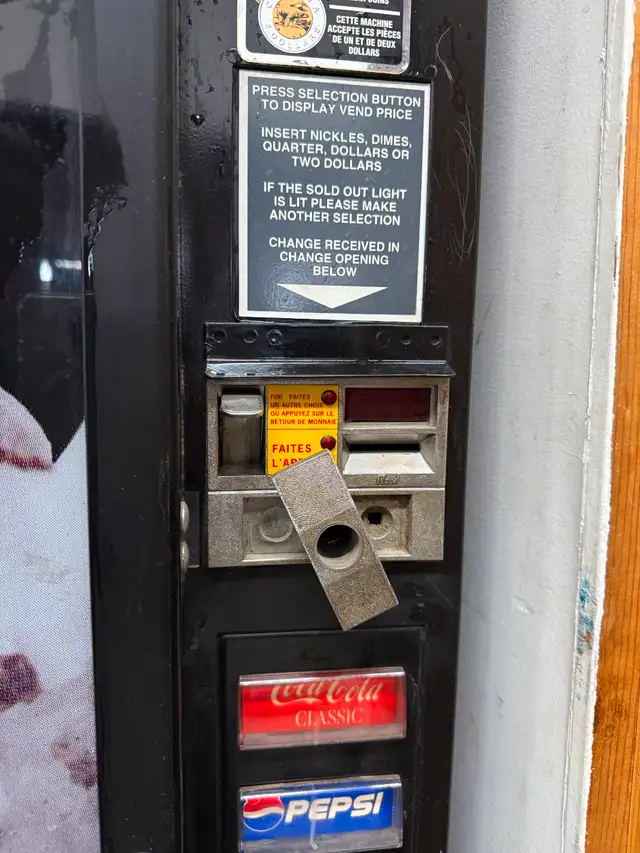 CETTE MACHINE
ACCEPTE LES PIÈCES
DE UN ET DE DEUX
DOLLARS
PRESS SELECTION BUTTON
TO DISPLAY VEND PRICE
INSERT NICKLES, DIMES,
QUARTER, DOLLARS OR
TWO DOLLARS
IF THE SOLD OUT LIGHT
IS LIT PLEASE MAKE
ANOTHER SELECTION
CHANGE RECEIVED IN
CHANGE OPENING
BELOW
FINI - FAITES
UN AUTRE CHOIX
OU APPUYEZ SUR LE
RETOUR DE MONNAIE
FAITES
Coca-Cola
CLASSIC
PEPSI